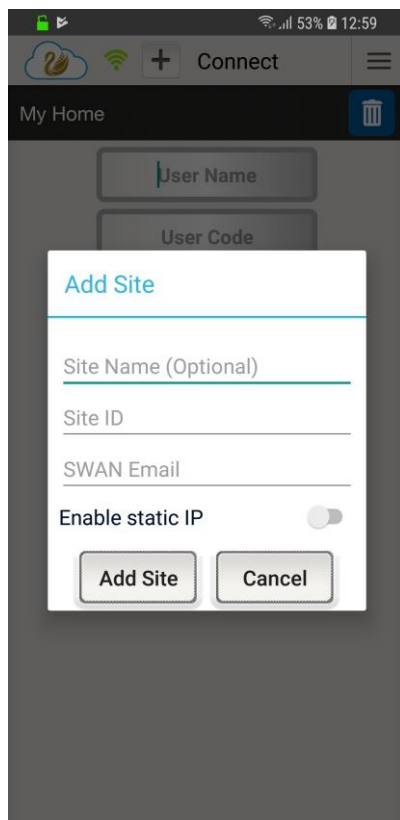 53% 12:59
Connect
My Home
User Name
User Code
Add Site
Site Name (Optional)
Site ID
SWAN Email
Enable static IP
Add Site Cancel